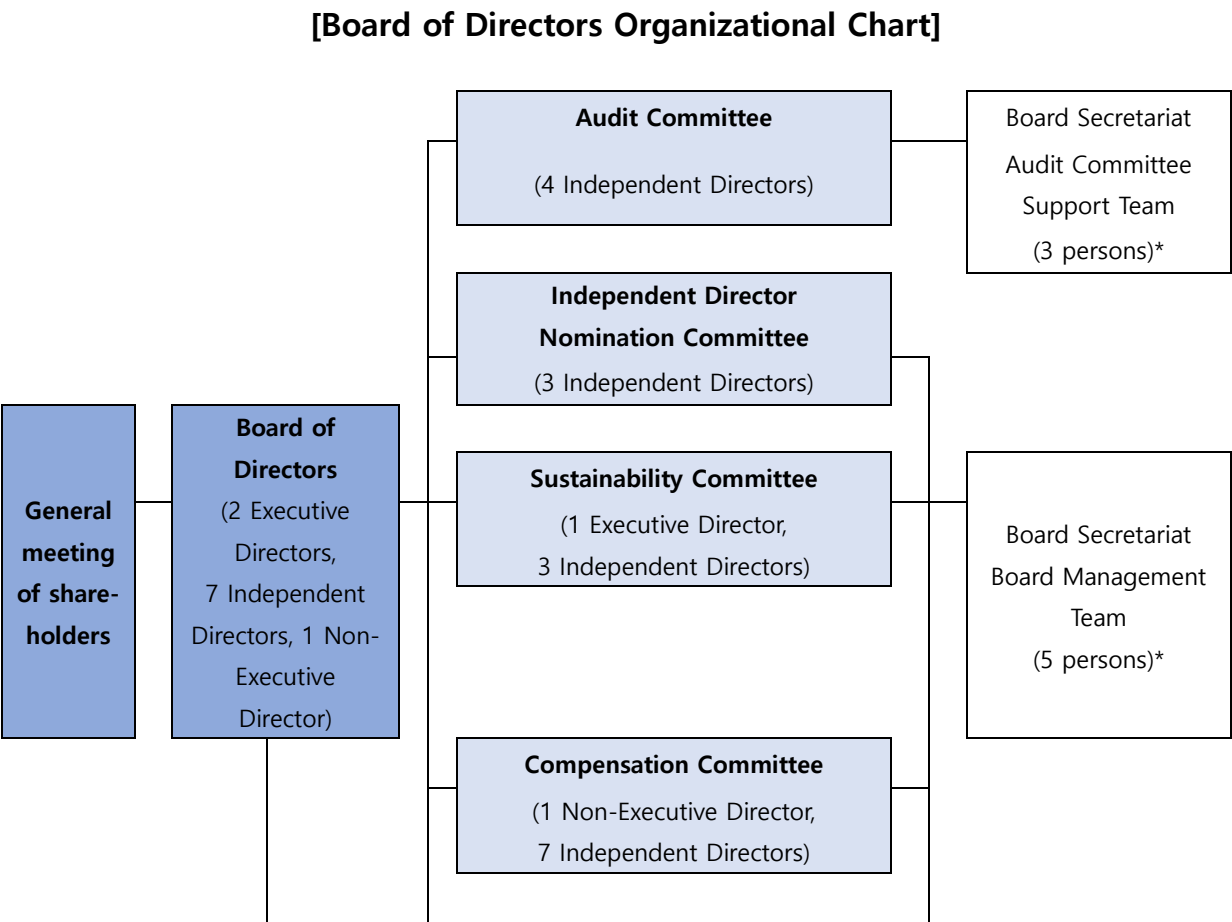 [Board of Directors Organizational Chart]
Audit Committee
(4 Independent Directors)
Board Secretariat
Audit Committee
Support Team
(3 persons)*
Independent Director
Nomination Committee
(3 Independent Directors)
General
meeting
of share-
holders
Board of
Directors
(2 Executive
Directors,
7 Independent
Directors, 1 Non-
Executive
Director)
Sustainability Committee
(1 Executive Director,
3 Independent Directors)
Board Secretariat
Board Management
Team
(5 persons)*
Compensation Committee
(1 Non-Executive Director,
7 Independent Directors)